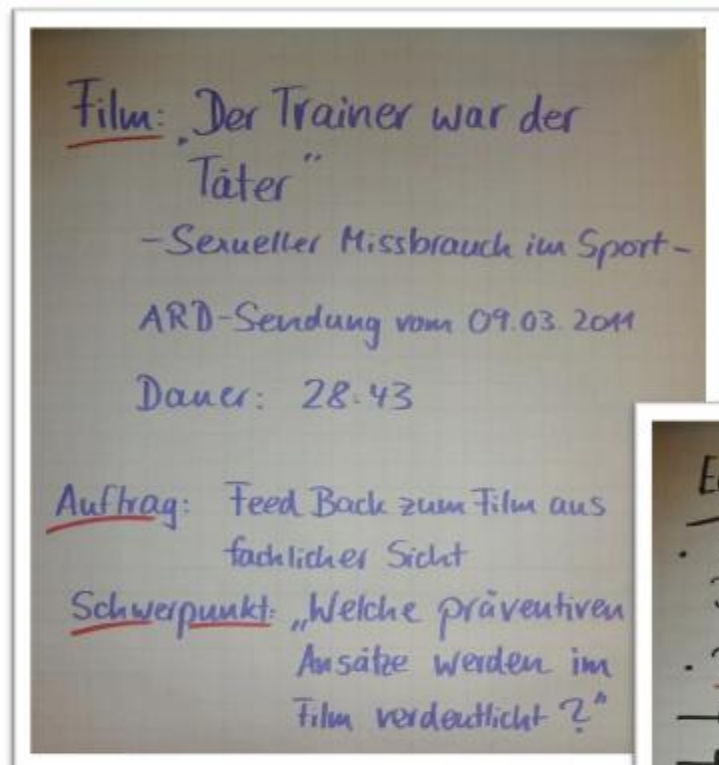 Film: „Der Trainer war der
Täter"
- Sexueller Missbrauch im Sport -
ARD-Sendung vom 09.03.2011
Dauer: 28:43
Auftrag: Feed Back zum Film aus
fachlicher Sicht
Schwerpunkt: „Welche präventiven
Ansätze werden im
Film verdeutlicht?"